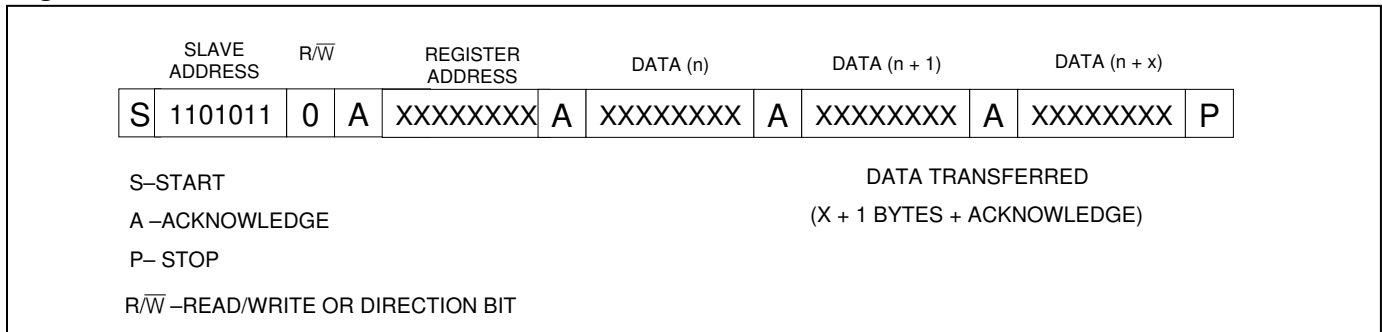 SLAVE ADDRESS R/W̅ REGISTER ADDRESS DATA (n) DATA (n + 1) DATA (n + x)
S 1101011 0 A XXXXXXXX A XXXXXXXX A XXXXXXXX A XXXXXXXX P
S–START
A –ACKNOWLEDGE
P– STOP
R/W̅ –READ/WRITE OR DIRECTION BIT
DATA TRANSFERRED
(X + 1 BYTES + ACKNOWLEDGE)